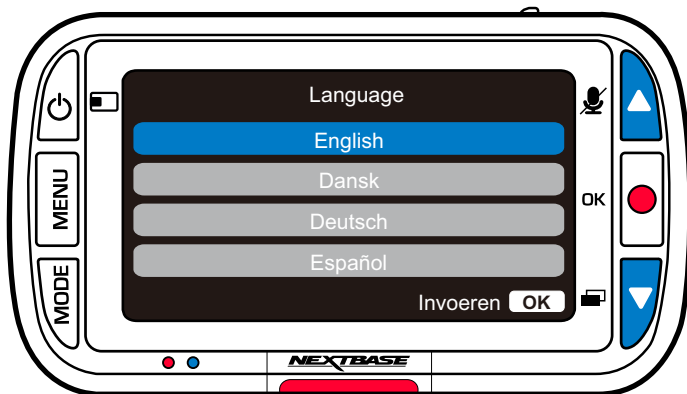 Language
English
MENU
Dansk
OK
Deutsch
Español
MODE
Invoeren OK
NEXTBASE